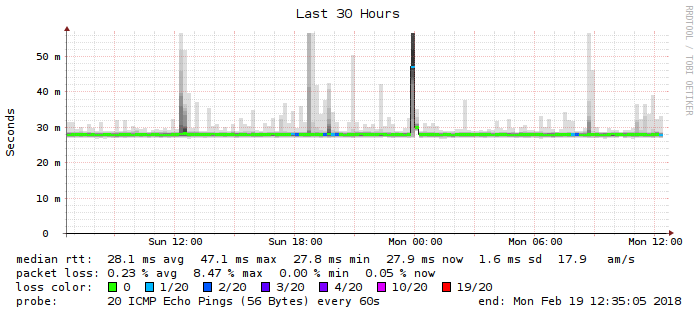 Last 30 Hours
RRDTOOL / TOBI OETIKER
Seconds
50 m
40 m
30 m
20 m
10 m
0
Sun 12:00 Sun 18:00 Mon 00:00 Mon 06:00 Mon 12:00
median rtt: 28.1 ms avg 47.1 ms max 27.8 ms min 27.9 ms now 1.6 ms sd 17.9 am/s
packet loss: 0.23 % avg 8.47 % max 0.00 % min 0.05 % now
loss color: 0 1/20 2/20 3/20 4/20 10/20 19/20
probe: 20 ICMP Echo Pings (56 Bytes) every 60s end: Mon Feb 19 12:35:05 2018